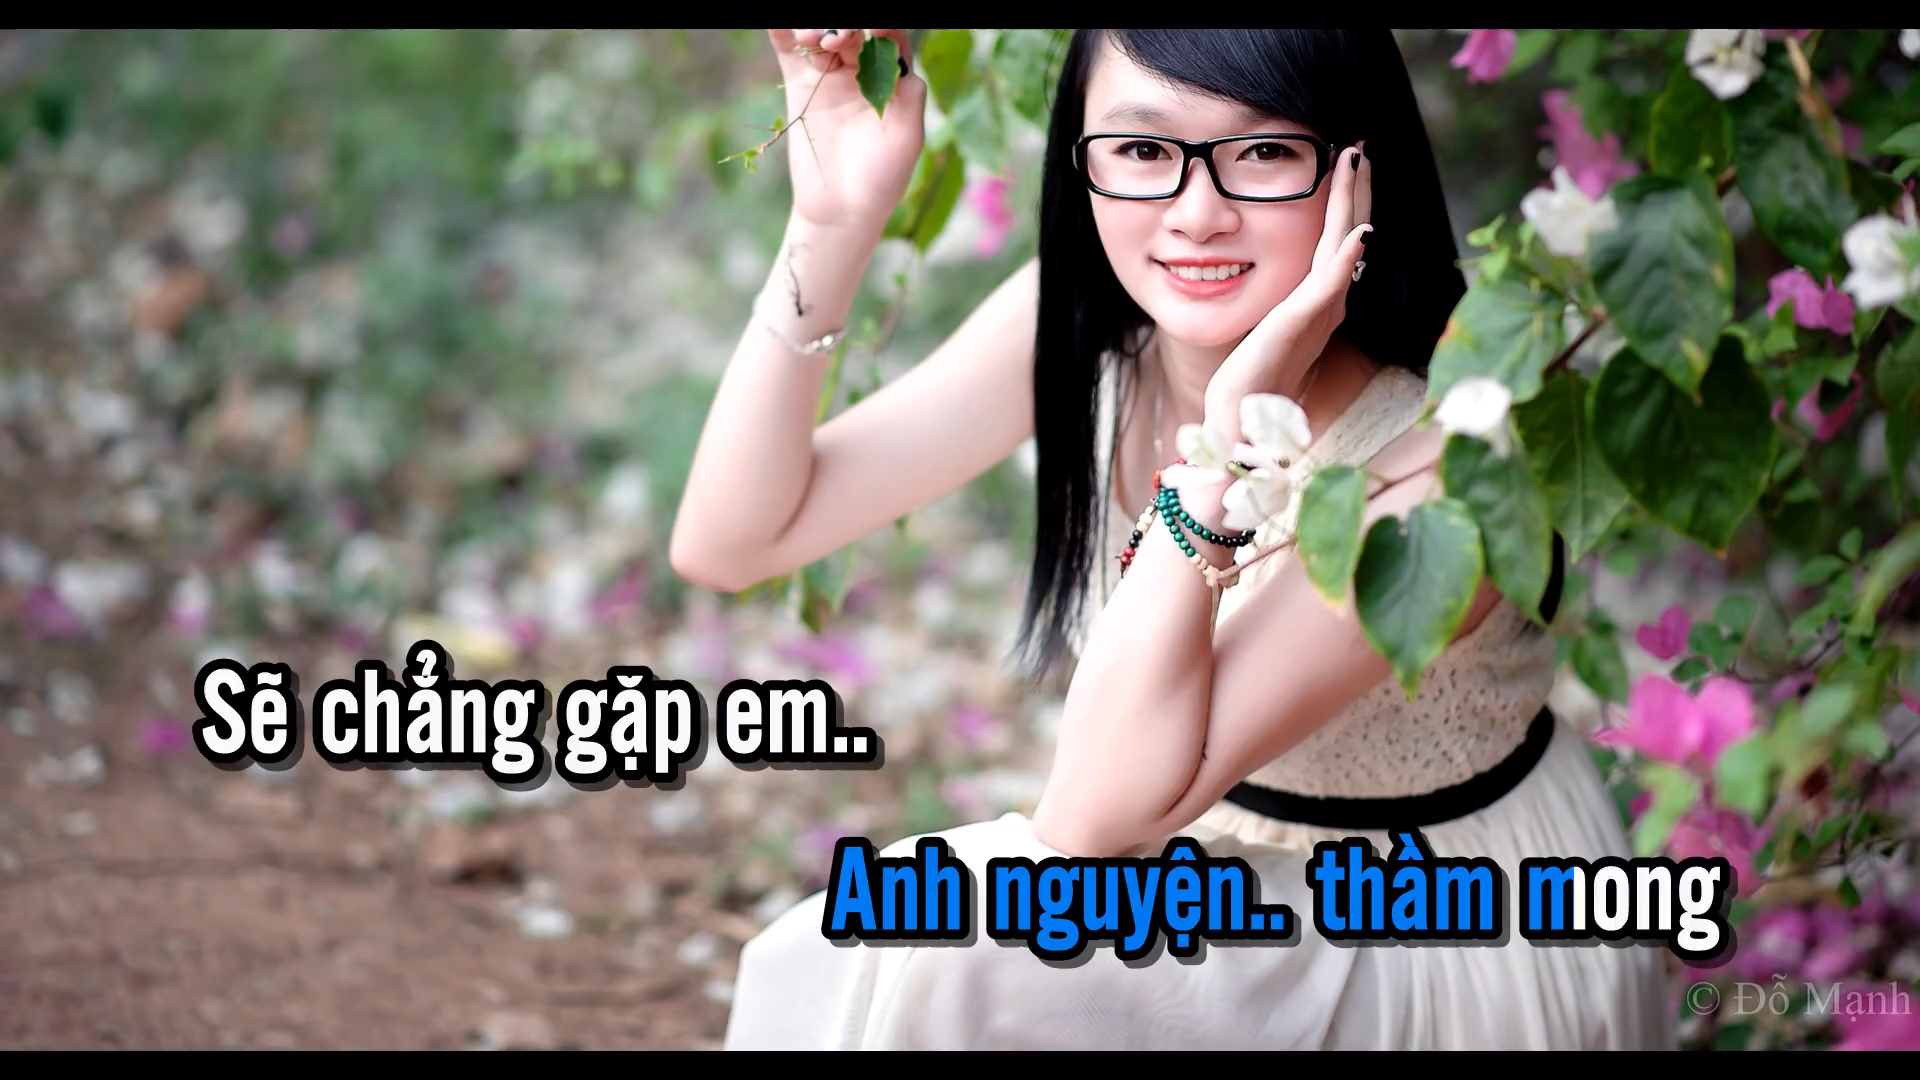 Sẽ chẳng gặp em..
Anh nguyện.. thầm mong
© Đỗ Mạnh